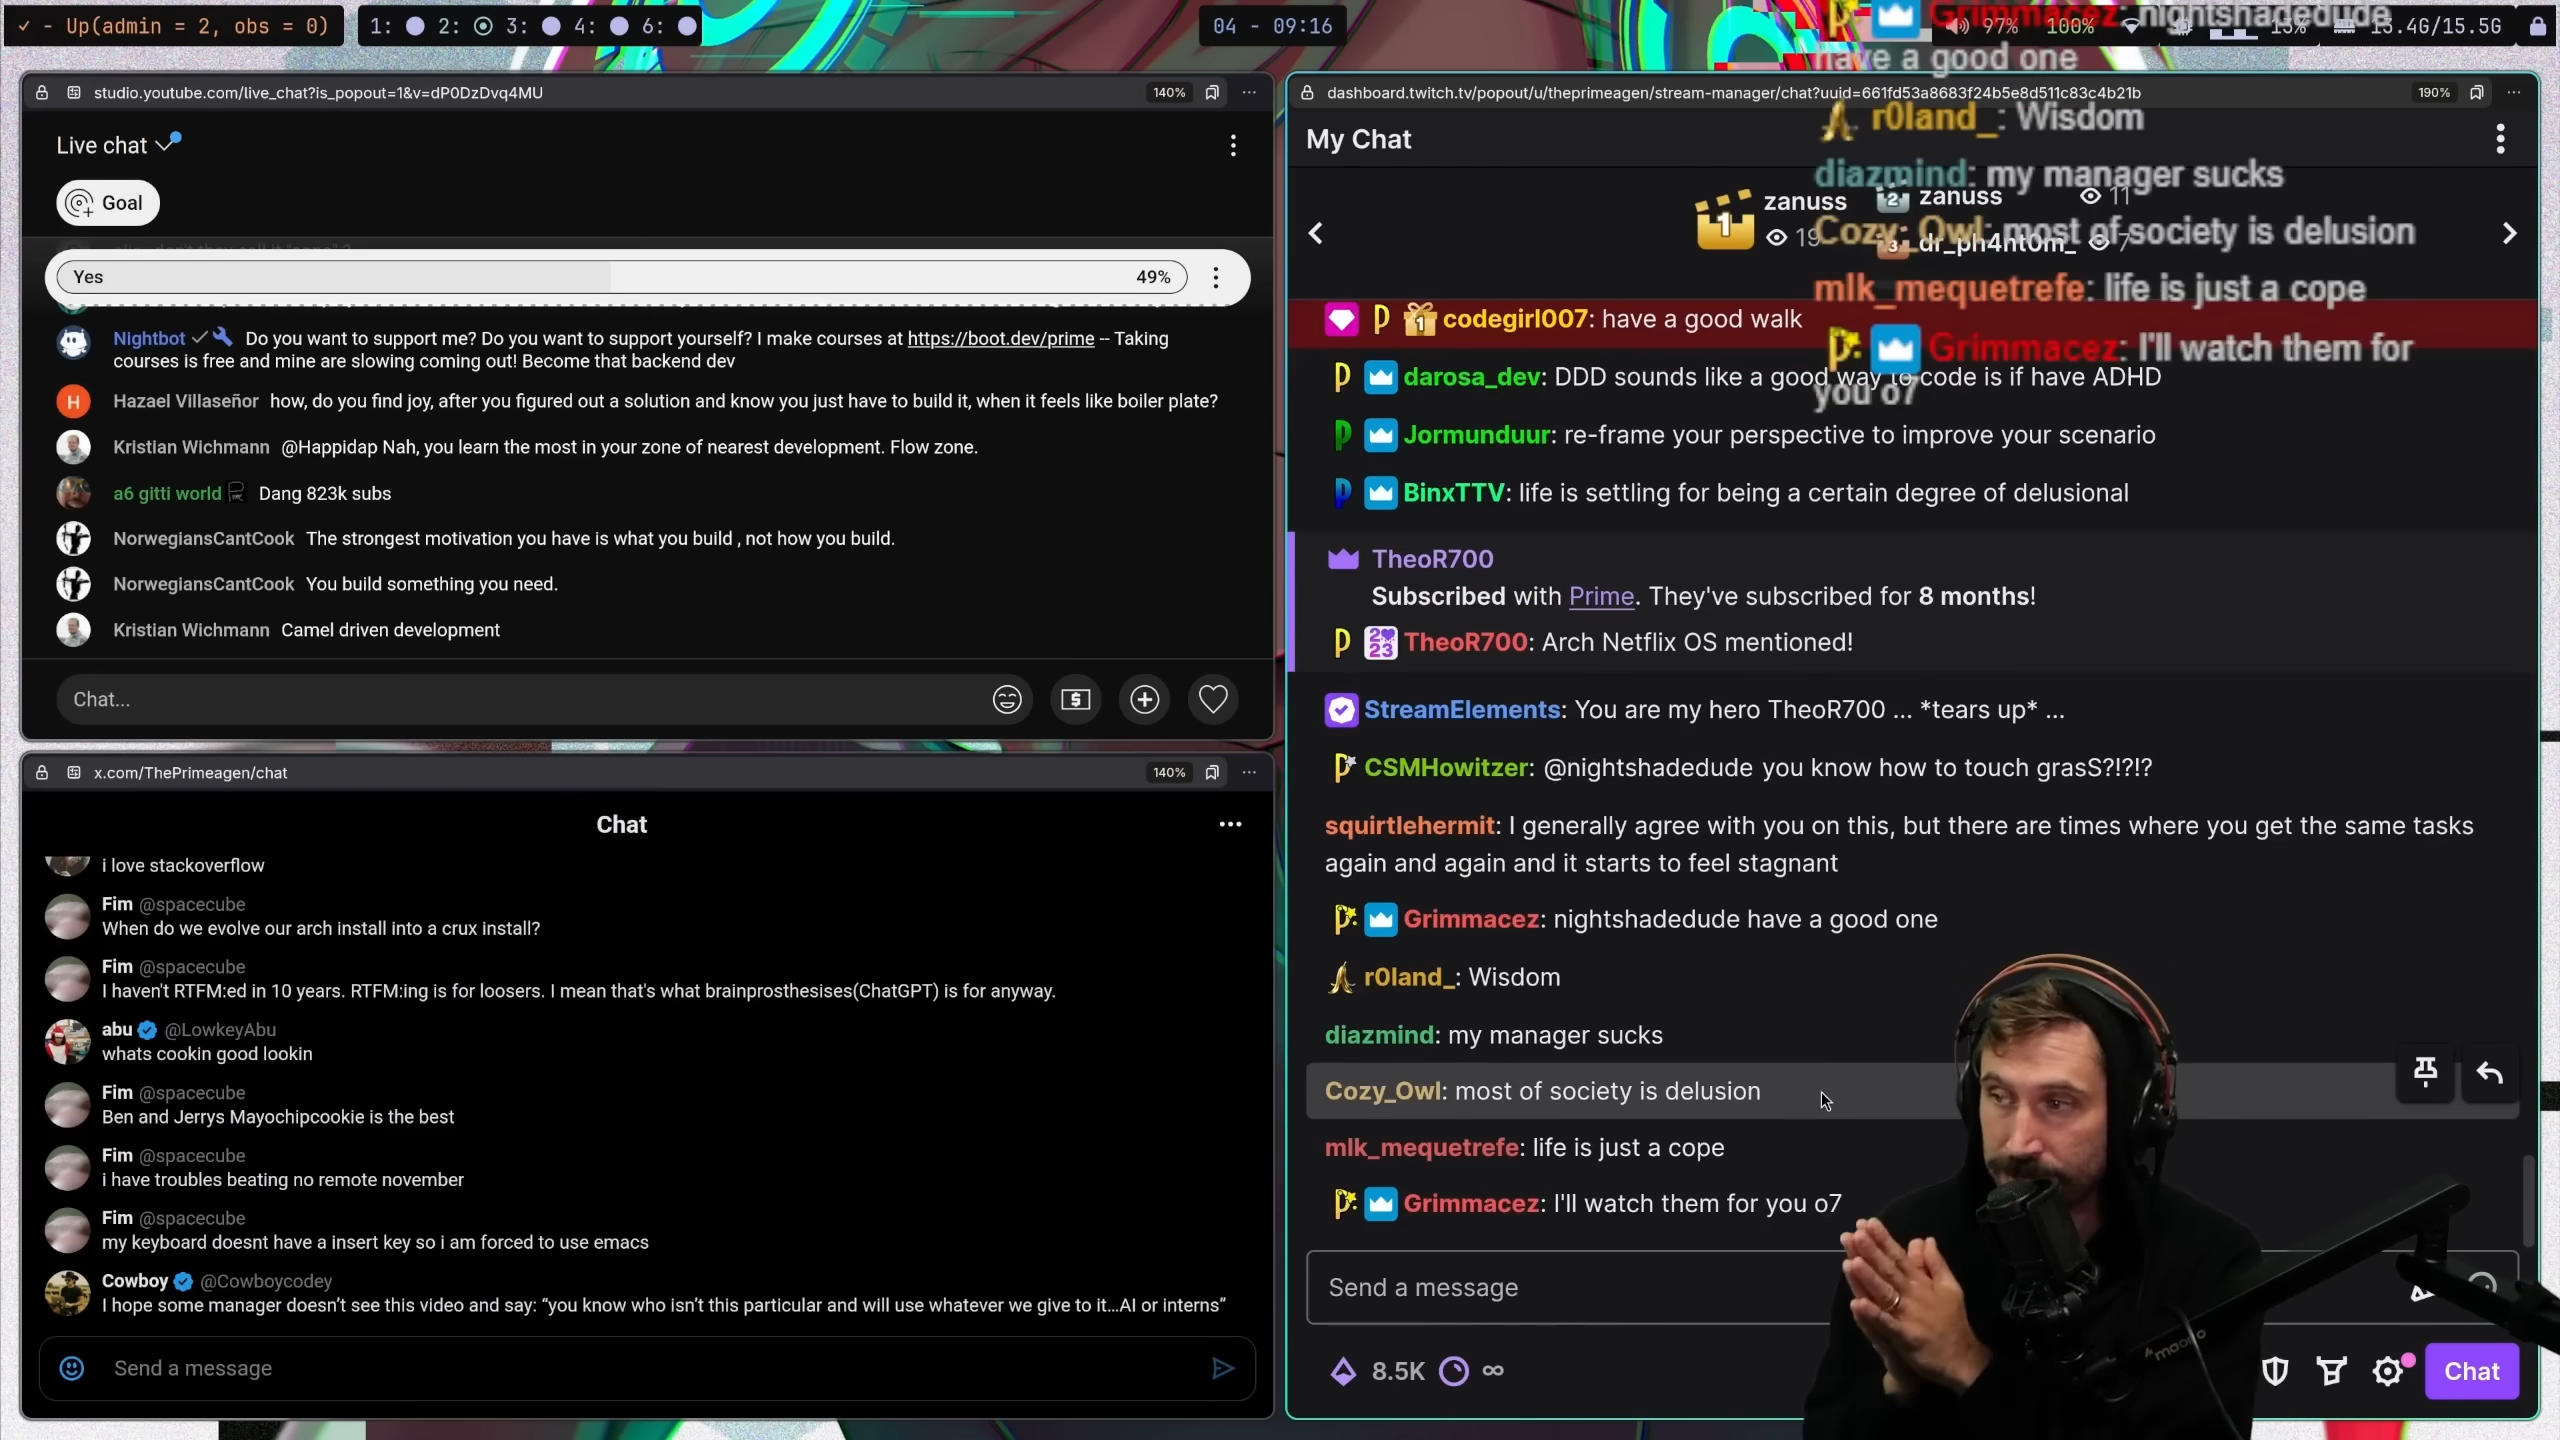 ✓ - Up(admin = 2, obs = 0)
1: 2: 3: 4: 6:
04 - 09:16
97% 100% 15% 13.4G/15.5G
Grimmacez: nightshadedude
have a good one
r0land_: Wisdom
diazmind: my manager sucks
Cozy_Owl: most of society is delusion
mlk_mequetrefe: life is just a cope
Grimmacez: I'll watch them for
you o7
studio.youtube.com/live_chat?is_popout=1&v=dP0DzDvq4MU
140%
Live chat
Goal
Yes 49%
Nightbot Do you want to support me? Do you want to support yourself? I make courses at https://boot.dev/prime -- Taking
courses is free and mine are slowing coming out! Become that backend dev
H Hazael Villaseñor how, do you find joy, after you figured out a solution and know you just have to build it, when it feels like boiler plate?
Kristian Wichmann @Happidap Nah, you learn the most in your zone of nearest development. Flow zone.
a6 gitti world Dang 823k subs
NorwegiansCantCook The strongest motivation you have is what you build , not how you build.
NorwegiansCantCook You build something you need.
Kristian Wichmann Camel driven development
Chat...
x.com/ThePrimeagen/chat
140%
Chat
i love stackoverflow
Fim @spacecube
When do we evolve our arch install into a crux install?
Fim @spacecube
I haven't RTFM:ed in 10 years. RTFM:ing is for loosers. I mean that's what brainprosthesises(ChatGPT) is for anyway.
abu @LowkeyAbu
whats cookin good lookin
Fim @spacecube
Ben and Jerrys Mayochipcookie is the best
Fim @spacecube
i have troubles beating no remote november
Fim @spacecube
my keyboard doesnt have a insert key so i am forced to use emacs
Cowboy @Cowboycodey
I hope some manager doesn't see this video and say: “you know who isn't this particular and will use whatever we give to it...AI or interns”
Send a message
dashboard.twitch.tv/popout/u/theprimeagen/stream-manager/chat?uuid=661fd53a8683f24b5e8d511c83c4b21b
190%
My Chat
1 zanuss
19
2 zanuss 11
3 dr_ph4nt0m_ 7
codegirl007: have a good walk
darosa_dev: DDD sounds like a good way to code is if have ADHD
Jormunduur: re-frame your perspective to improve your scenario
BinxTTV: life is settling for being a certain degree of delusional
TheoR700
Subscribed with Prime. They've subscribed for 8 months!
TheoR700: Arch Netflix OS mentioned!
StreamElements: You are my hero TheoR700 ... *tears up* ...
CSMHowitzer: @nightshadedude you know how to touch grasS?!?!?
squirtlehermit: I generally agree with you on this, but there are times where you get the same tasks
again and again and it starts to feel stagnant
Grimmacez: nightshadedude have a good one
r0land_: Wisdom
diazmind: my manager sucks
Cozy_Owl: most of society is delusion
mlk_mequetrefe: life is just a cope
Grimmacez: I'll watch them for you o7
Send a message
8.5K ∞
Chat
maono